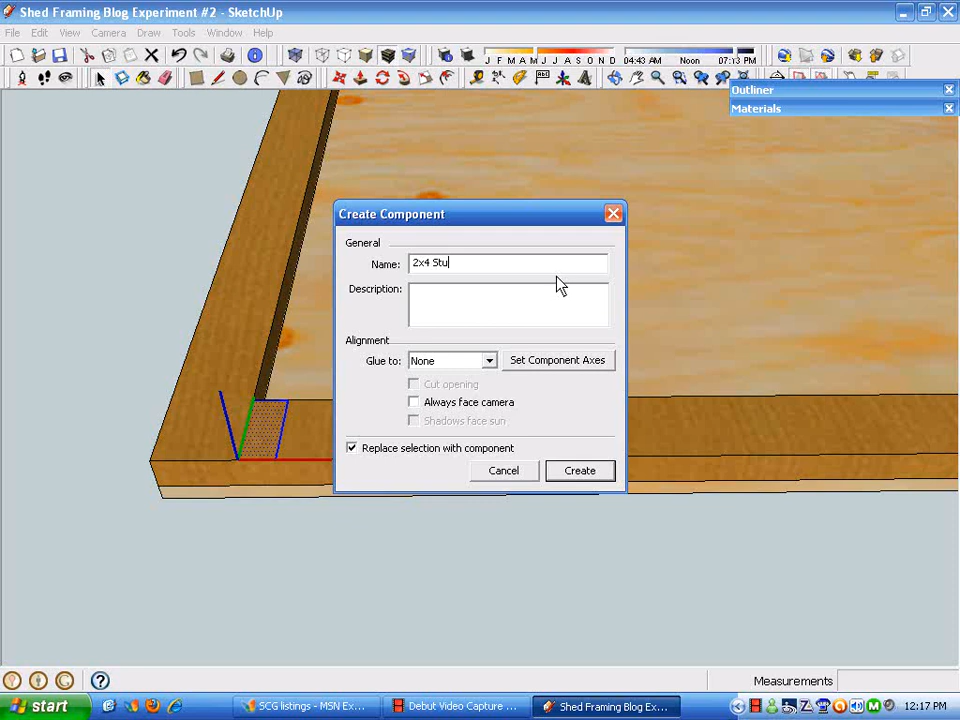 Shed Framing Blog Experiment #2 - SketchUp
File Edit View Camera Draw Tools Window Help
J F M A M J J A S O N D 04:43 AM Noon 07:13 PM
Outliner
Materials
Create Component
General
Name: 2x4 Stu
Description:
Alignment
Glue to: None Set Component Axes
Cut opening
Always face camera
Shadows face sun
Replace selection with component
Cancel Create
Measurements
start SCG listings - MSN Ex... Debut Video Capture ... Shed Framing Blog Ex... 12:17 PM